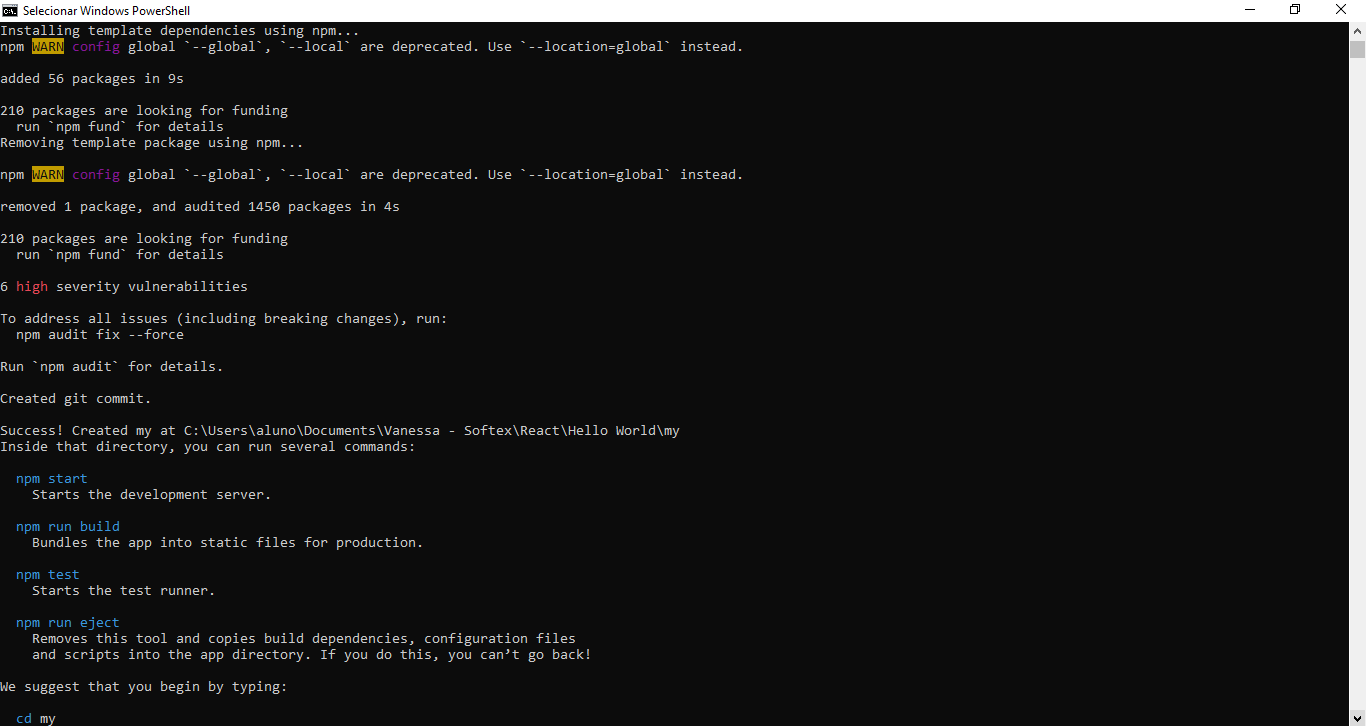 Selecionar Windows PowerShell
Installing template dependencies using npm...
npm WARN config global `--global`, `--local` are deprecated. Use `--location=global` instead.
added 56 packages in 9s
210 packages are looking for funding
run `npm fund` for details
Removing template package using npm...
npm WARN config global `--global`, `--local` are deprecated. Use `--location=global` instead.
removed 1 package, and audited 1450 packages in 4s
210 packages are looking for funding
run `npm fund` for details
6 high severity vulnerabilities
To address all issues (including breaking changes), run:
npm audit fix --force
Run `npm audit` for details.
Created git commit.
Success! Created my at C:\Users\aluno\Documents\Vanessa - Softex\React\Hello World\my
Inside that directory, you can run several commands:
npm start
Starts the development server.
npm run build
Bundles the app into static files for production.
npm test
Starts the test runner.
npm run eject
Removes this tool and copies build dependencies, configuration files
and scripts into the app directory. If you do this, you can’t go back!
We suggest that you begin by typing:
cd my